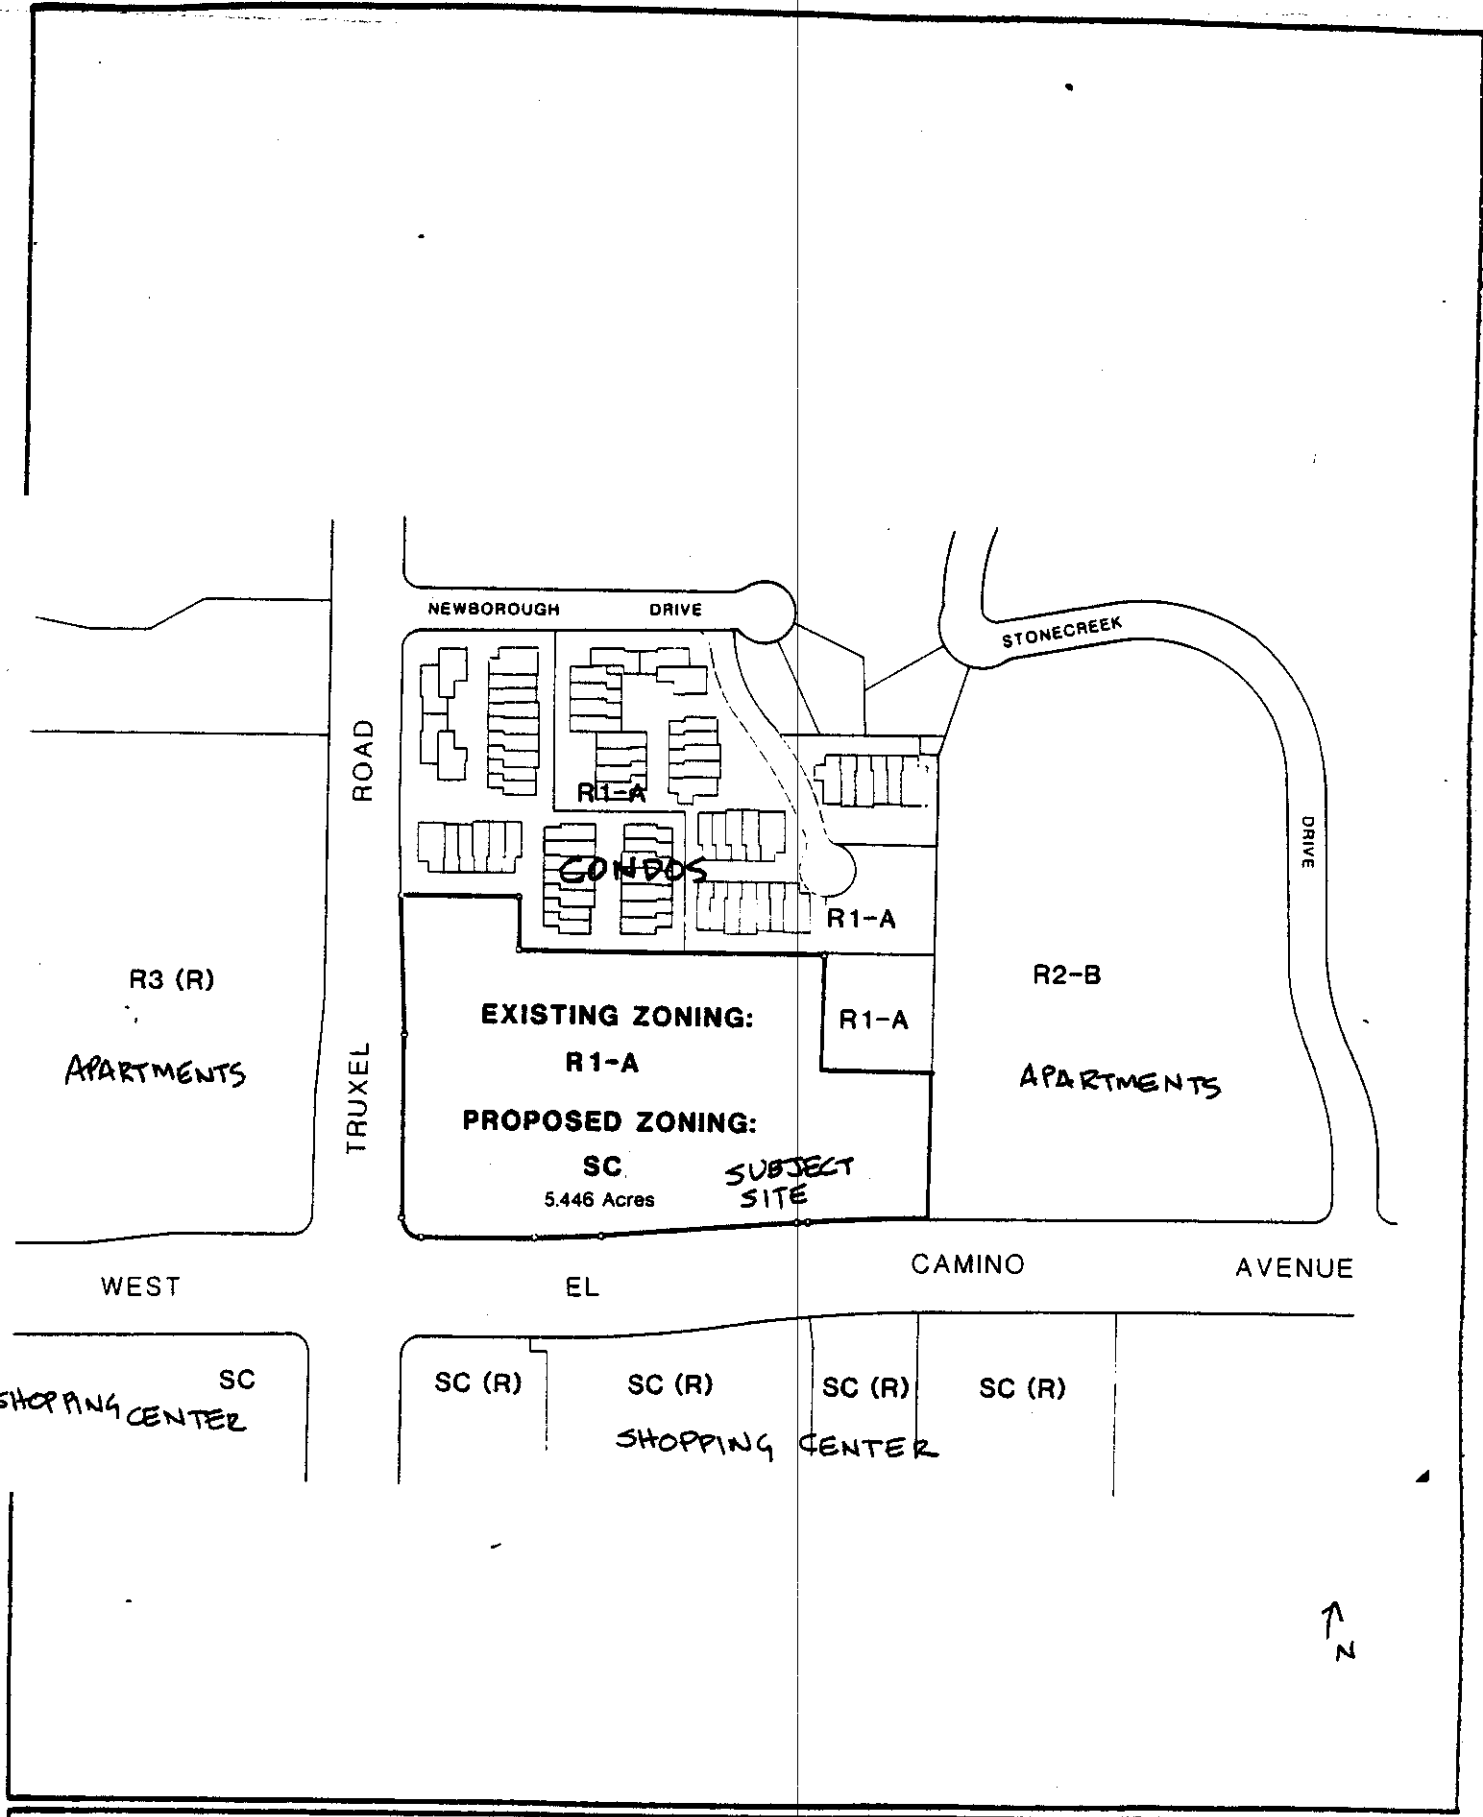 NEWBOROUGH DRIVE
STONECREEK
DRIVE
ROAD
TRUXEL
R1-A
CONDOS
R1-A
R3 (R)
APARTMENTS
EXISTING ZONING:
R1-A
PROPOSED ZONING:
SC
5.446 Acres
SUBJECT
SITE
R1-A
R2-B
APARTMENTS
WEST EL CAMINO AVENUE
SC
SHOPPING CENTER
SC (R)
SC (R)
SC (R)
SC (R)
SHOPPING CENTER
N